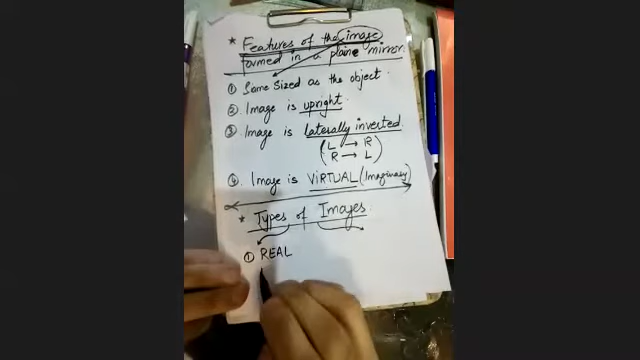 * Features of the image
formed in a plane mirror.
① Same sized as the object.
② Image is upright.
③ Image is laterally inverted
(L → R
R → L)
④ Image is VIRTUAL (Imaginary)
* Types of Images
① REAL